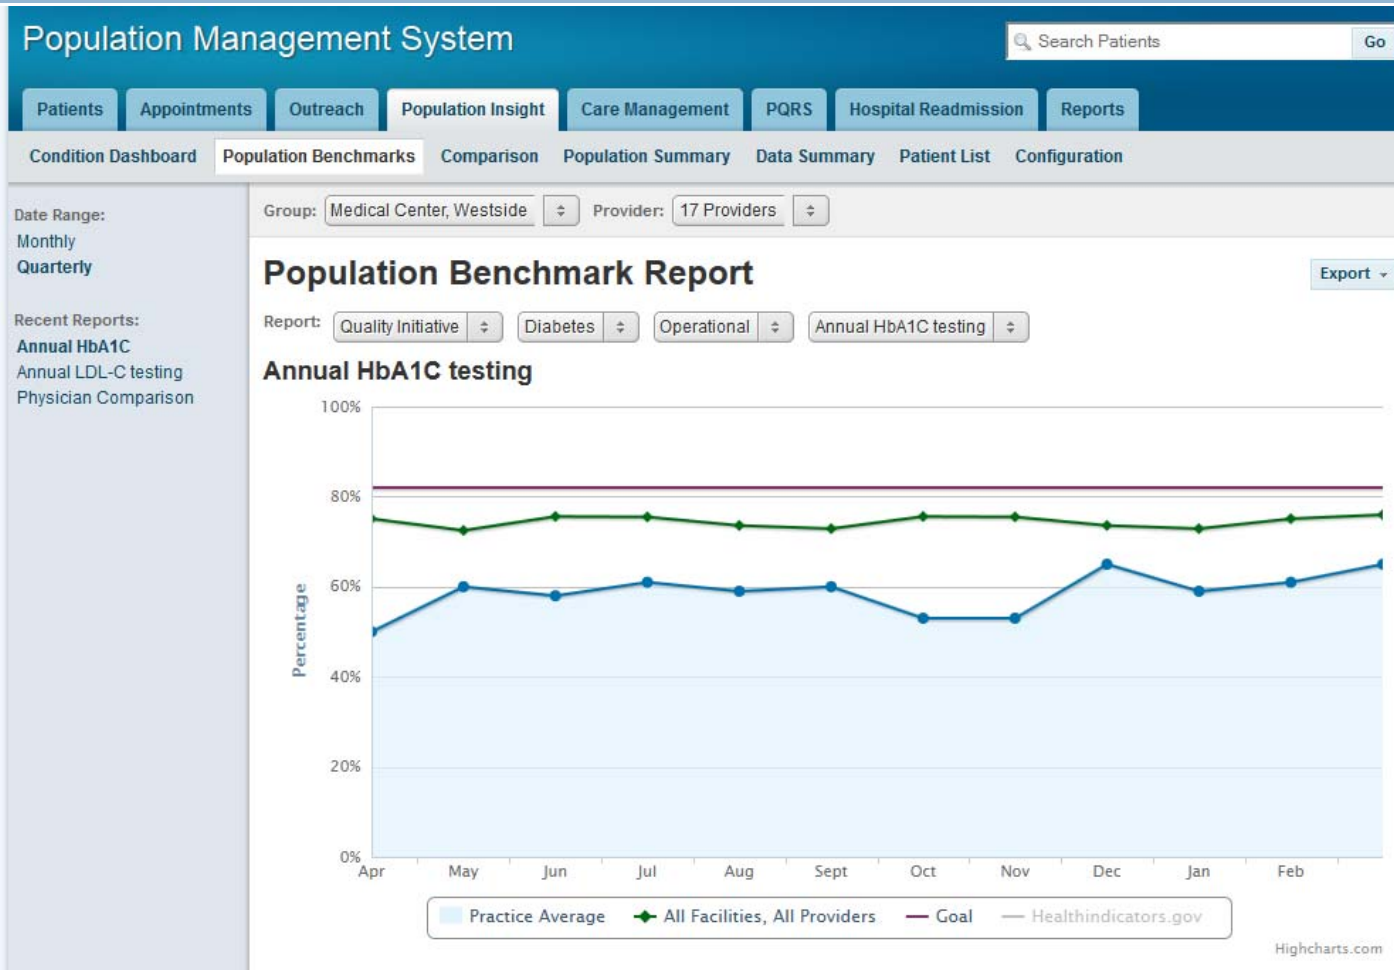 Population Management System
Search Patients Go
Patients Appointments Outreach Population Insight Care Management PQRS Hospital Readmission Reports
Condition Dashboard Population Benchmarks Comparison Population Summary Data Summary Patient List Configuration
Date Range:
Monthly
Quarterly
Recent Reports:
Annual HbA1C
Annual LDL-C testing
Physician Comparison
Group: Medical Center, Westside Provider: 17 Providers
Population Benchmark Report
Export
Report: Quality Initiative Diabetes Operational Annual HbA1C testing
Annual HbA1C testing
Percentage
100%
80%
60%
40%
20%
0%
Apr May Jun Jul Aug Sept Oct Nov Dec Jan Feb
Practice Average All Facilities, All Providers Goal Healthindicators.gov
Highcharts.com